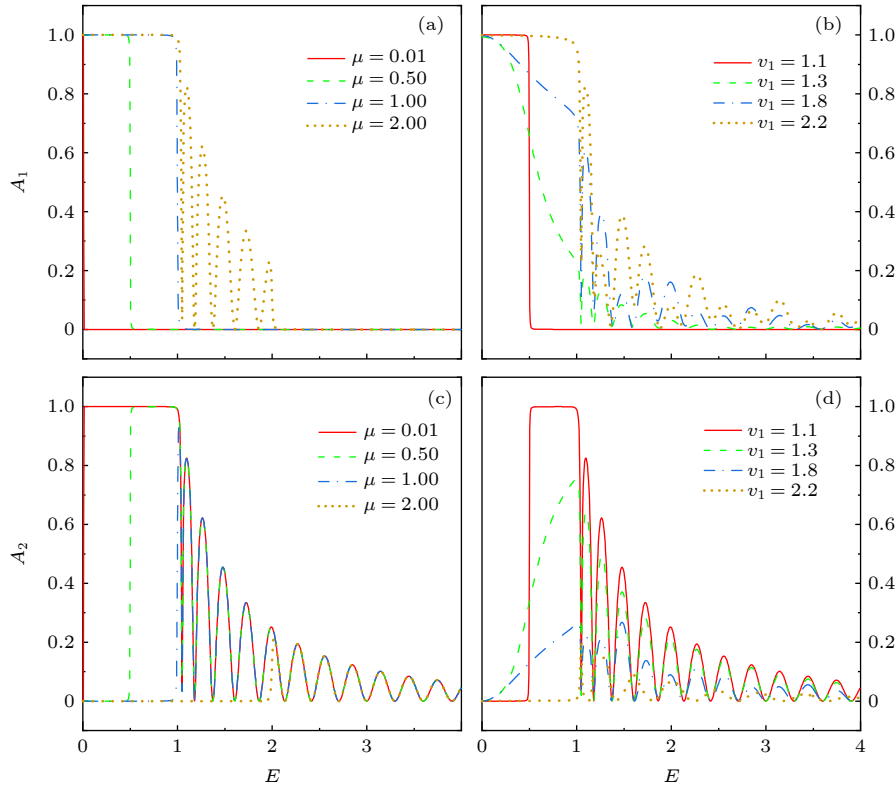 (a)
μ = 0.01
μ = 0.50
μ = 1.00
μ = 2.00
1.0
0.8
0.6
0.4
0.2
0
A₁
(b)
v₁ = 1.1
v₁ = 1.3
v₁ = 1.8
v₁ = 2.2
1.0
0.8
0.6
0.4
0.2
0
(c)
μ = 0.01
μ = 0.50
μ = 1.00
μ = 2.00
1.0
0.8
0.6
0.4
0.2
0
A₂
0 1 2 3
E
(d)
v₁ = 1.1
v₁ = 1.3
v₁ = 1.8
v₁ = 2.2
1.0
0.8
0.6
0.4
0.2
0
0 1 2 3 4
E